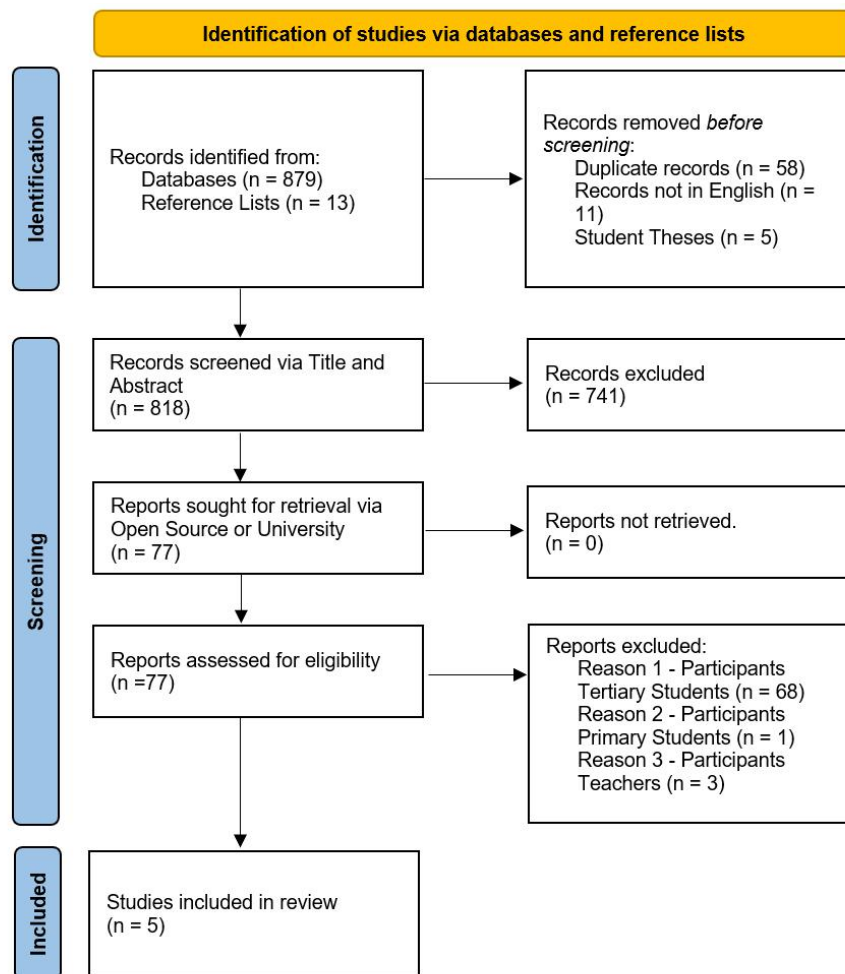 Identification of studies via databases and reference lists
Identification
Records identified from:
Databases (n = 879)
Reference Lists (n = 13)
Records removed before
screening:
Duplicate records (n = 58)
Records not in English (n =
11)
Student Theses (n = 5)
Screening
Records screened via Title and
Abstract
(n = 818)
Records excluded
(n = 741)
Reports sought for retrieval via
Open Source or University
(n = 77)
Reports not retrieved.
(n = 0)
Reports assessed for eligibility
(n =77)
Reports excluded:
Reason 1 - Participants
Tertiary Students (n = 68)
Reason 2 - Participants
Primary Students (n = 1)
Reason 3 - Participants
Teachers (n = 3)
Included
Studies included in review
(n = 5)